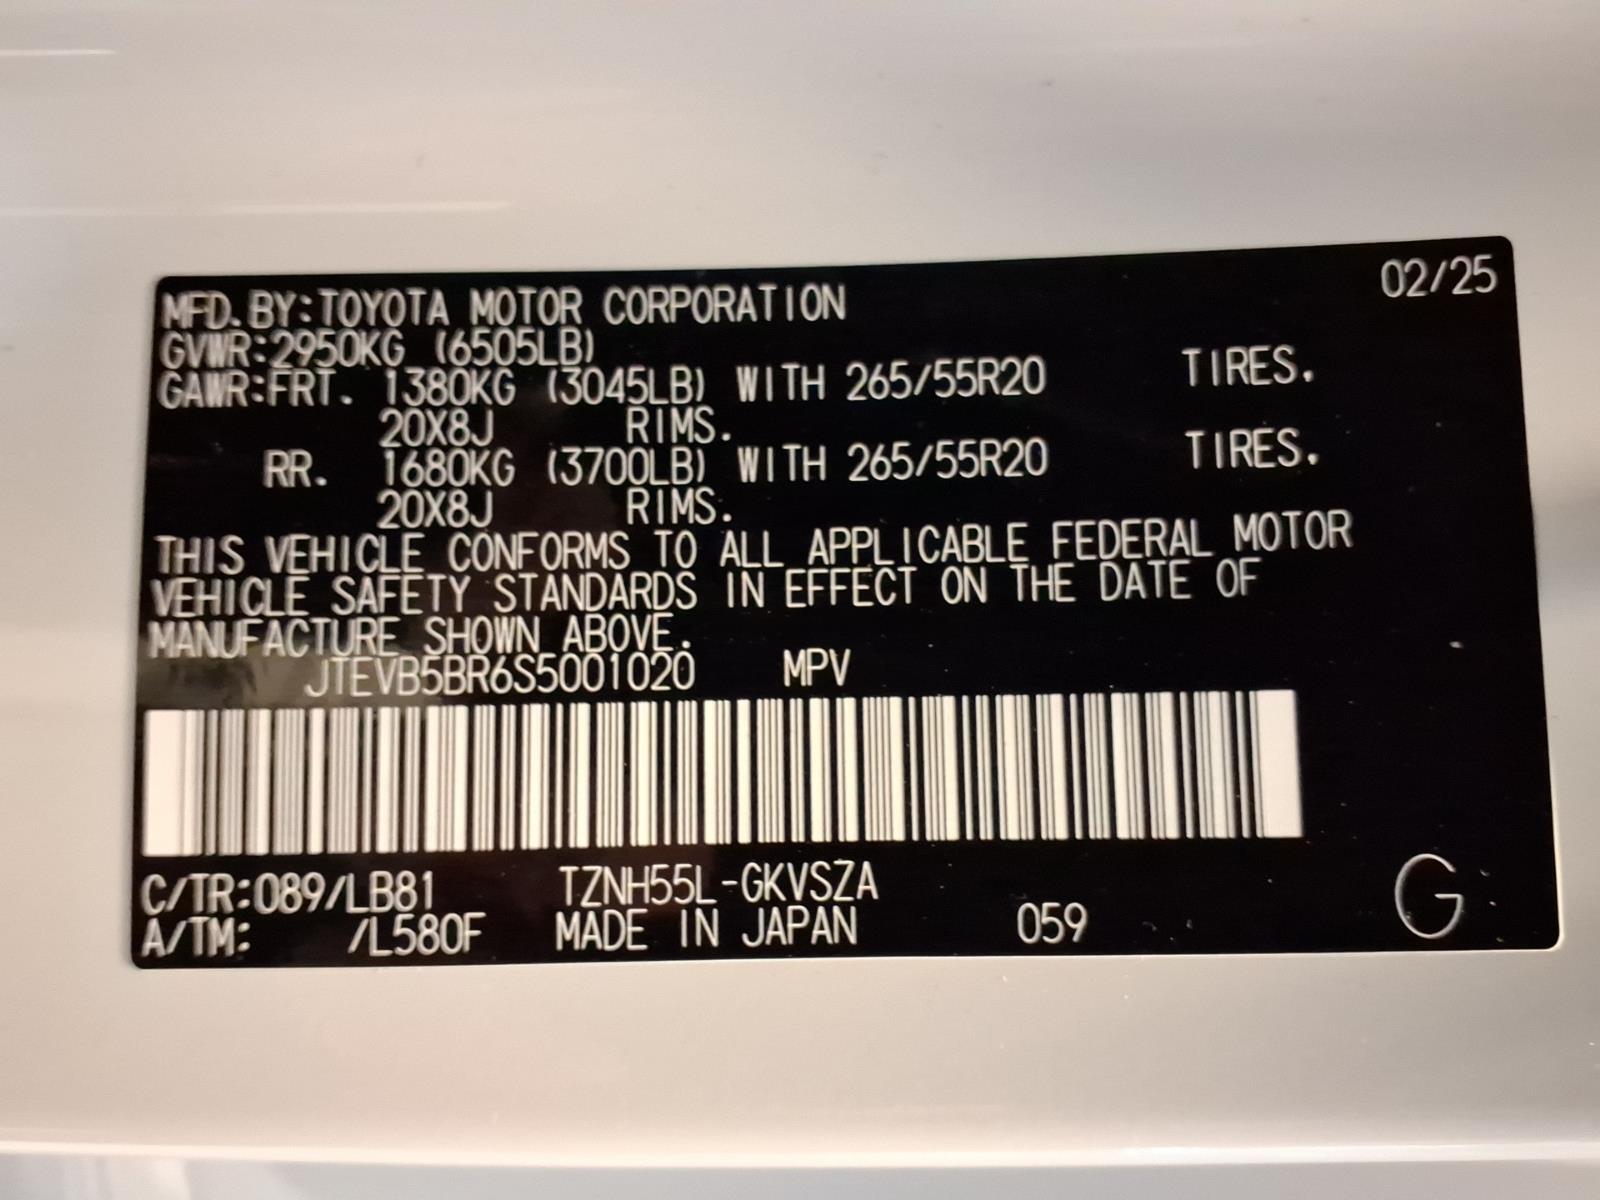 02/25
MFD. BY: TOYOTA MOTOR CORPORATION
GVWR: 2950KG (6505LB)
GAWR: FRT. 1380KG (3045LB) WITH 265/55R20 TIRES.
20X8J RIMS.
RR. 1680KG (3700LB) WITH 265/55R20 TIRES.
20X8J RIMS.
THIS VEHICLE CONFORMS TO ALL APPLICABLE FEDERAL MOTOR
VEHICLE SAFETY STANDARDS IN EFFECT ON THE DATE OF
MANUFACTURE SHOWN ABOVE.
JTEVB5BR6S5001020 MPV
C/TR: 089/LB81 TZNH55L-GKVSZA
A/TM: /L580F MADE IN JAPAN 059 G